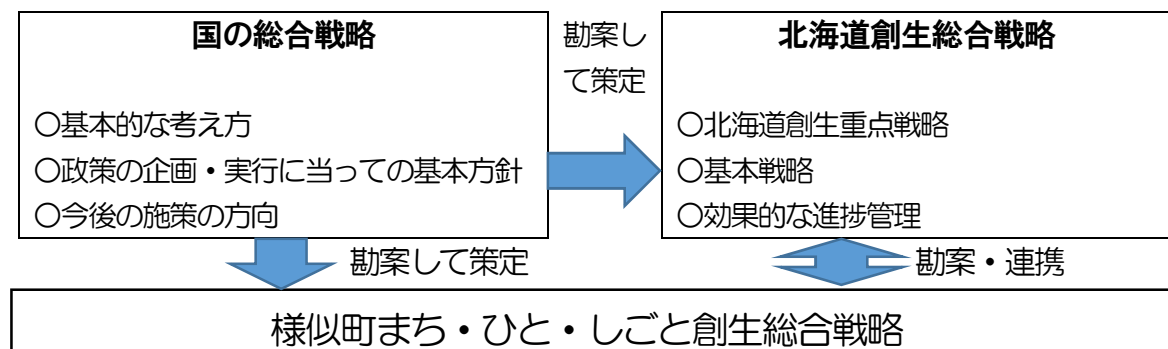 国の総合戦略
○基本的な考え方
○政策の企画・実行に当っての基本方針
○今後の施策の方向
勘案し
て策定
北海道創生総合戦略
○北海道創生重点戦略
○基本戦略
○効果的な進捗管理
勘案して策定
勘案・連携
様似町まち・ひと・しごと創生総合戦略